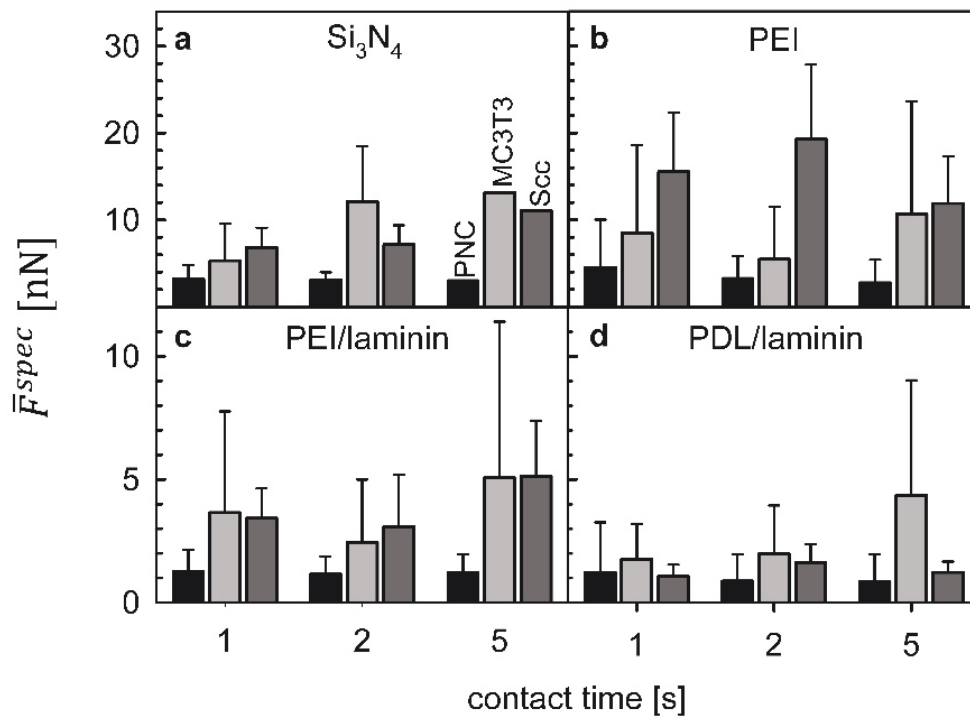 a Si₃N₄
b PEI
30
20
10
PNC
MC3T3
Scc
F̄ˢᵖᵉᶜ [nN]
c PEI/laminin
d PDL/laminin
10
5
0
1 2 5 1 2 5
contact time [s]